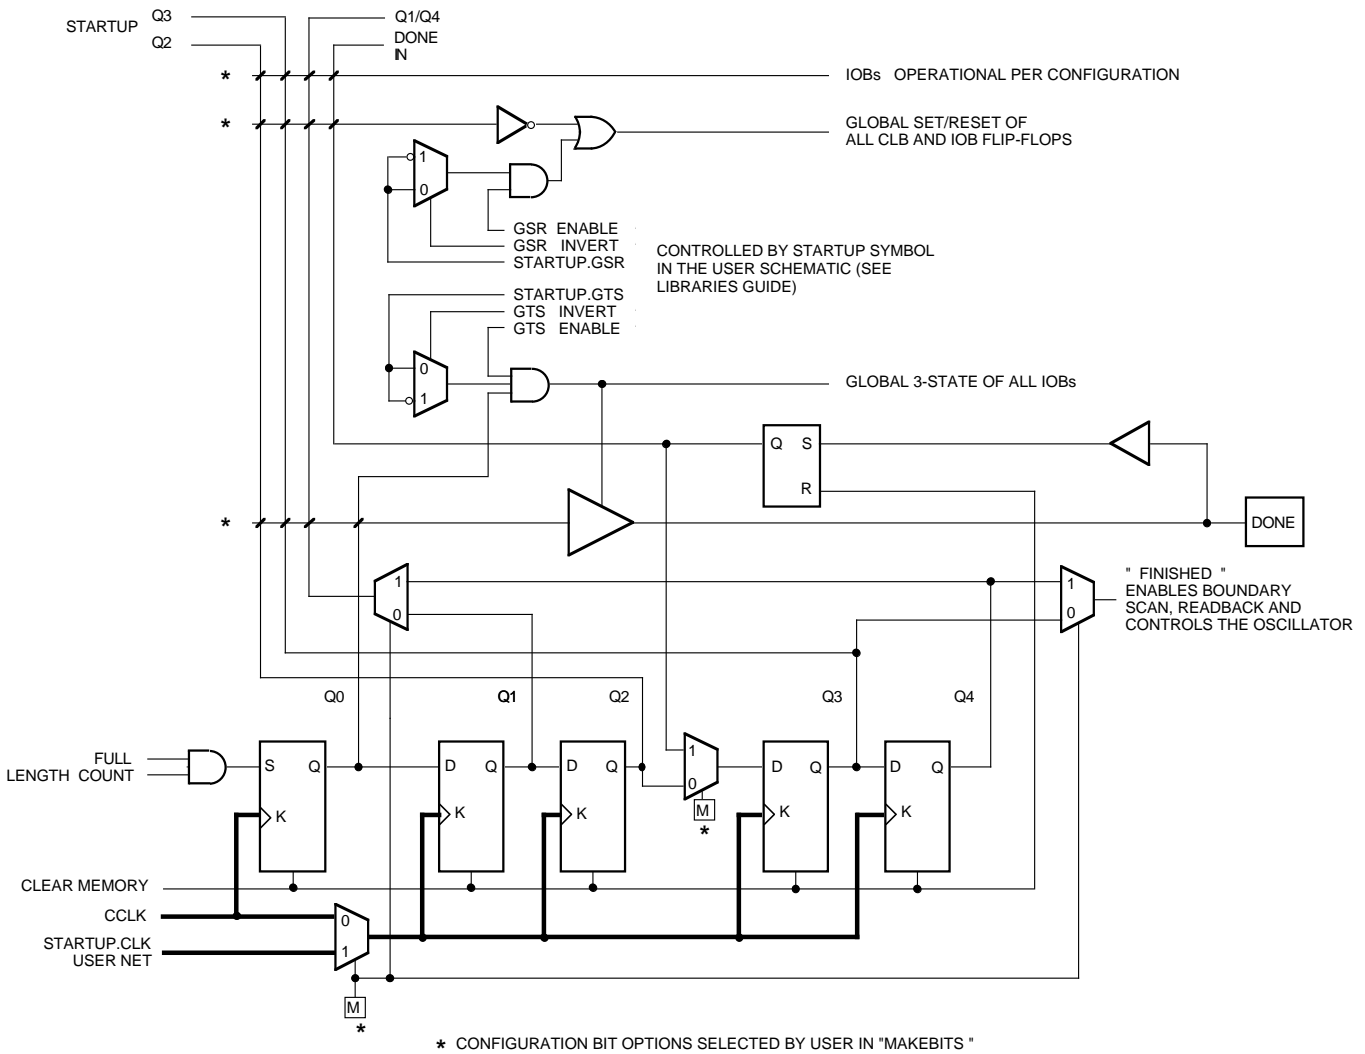 STARTUP Q3
Q2
Q1/Q4
DONE
IN
* IOBs OPERATIONAL PER CONFIGURATION
* GLOBAL SET/RESET OF
ALL CLB AND IOB FLIP-FLOPS
1
0
GSR ENABLE
GSR INVERT
STARTUP.GSR
CONTROLLED BY STARTUP SYMBOL
IN THE USER SCHEMATIC (SEE
LIBRARIES GUIDE)
STARTUP.GTS
GTS INVERT
GTS ENABLE
0
1
GLOBAL 3-STATE OF ALL IOBs
Q S
R
*
DONE
1
0
1
0
" FINISHED "
ENABLES BOUNDARY
SCAN, READBACK AND
CONTROLS THE OSCILLATOR
Q0 Q1 Q2 Q3 Q4
FULL
LENGTH COUNT
S Q
K
D Q
K
D Q
K
1
0
M
*
D Q
K
D Q
K
CLEAR MEMORY
CCLK
STARTUP.CLK
USER NET
0
1
M
*
* CONFIGURATION BIT OPTIONS SELECTED BY USER IN "MAKEBITS "